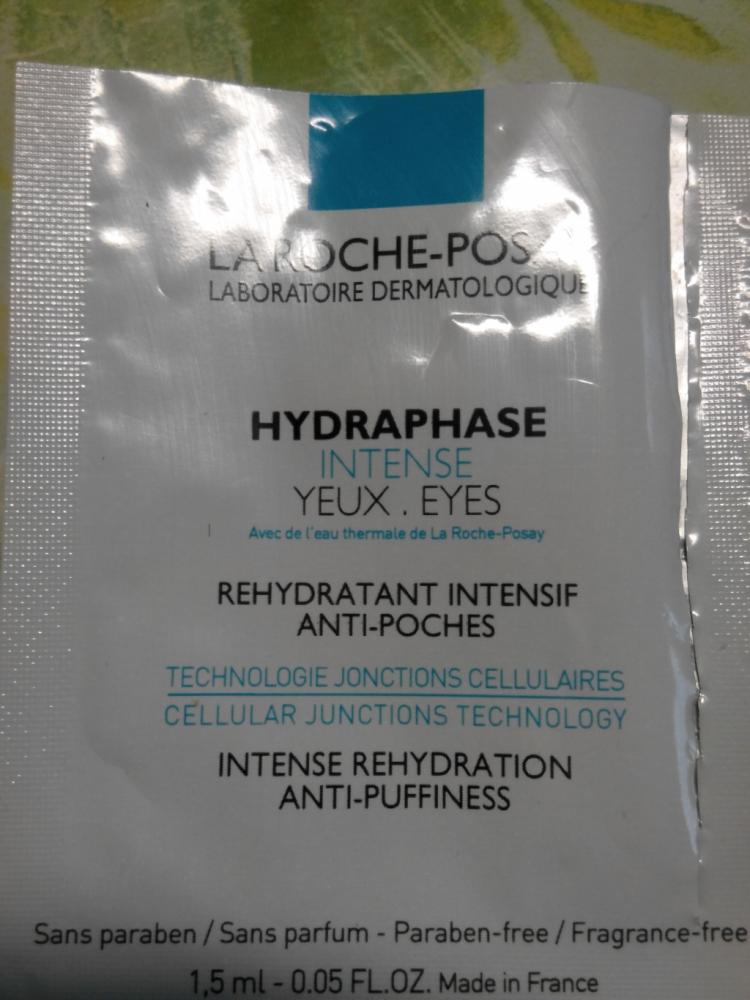 LA ROCHE-POSA
LABORATOIRE DERMATOLOGIQUE
HYDRAPHASE
INTENSE
YEUX . EYES
Avec de l'eau thermale de La Roche-Posay
REHYDRATANT INTENSIF
ANTI-POCHES
TECHNOLOGIE JONCTIONS CELLULAIRES
CELLULAR JUNCTIONS TECHNOLOGY
INTENSE REHYDRATION
ANTI-PUFFINESS
Sans paraben / Sans parfum - Paraben-free / Fragrance-free
1,5 ml - 0.05 FL.OZ. Made in France